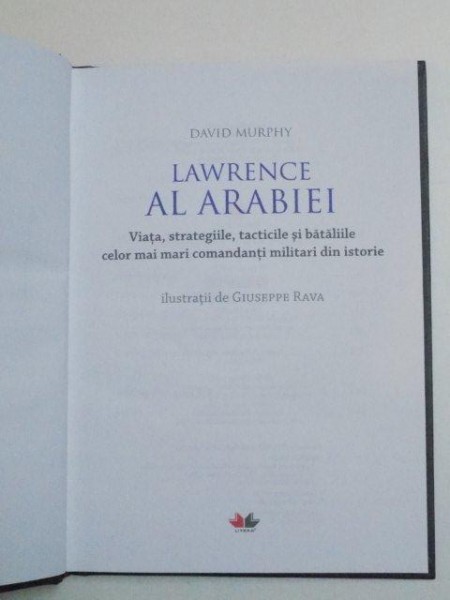 DAVID MURPHY
LAWRENCE
AL ARABIEI
Viața, strategiile, tacticile și bătăliile
celor mai mari comandanți militari din istorie
ilustrații de GIUSEPPE RAVA